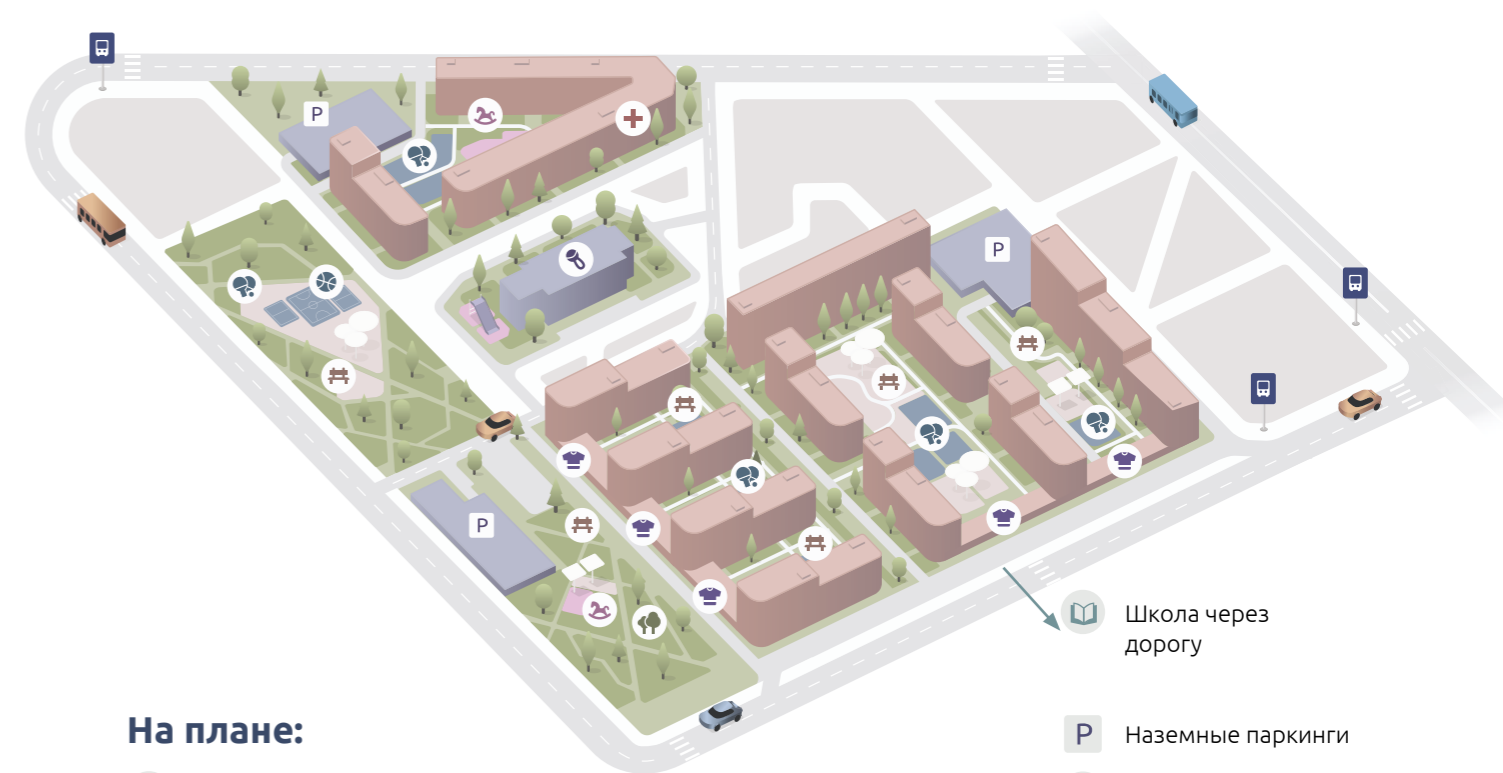 P
P
P
Школа через
дорогу
На плане:
P Наземные паркинги